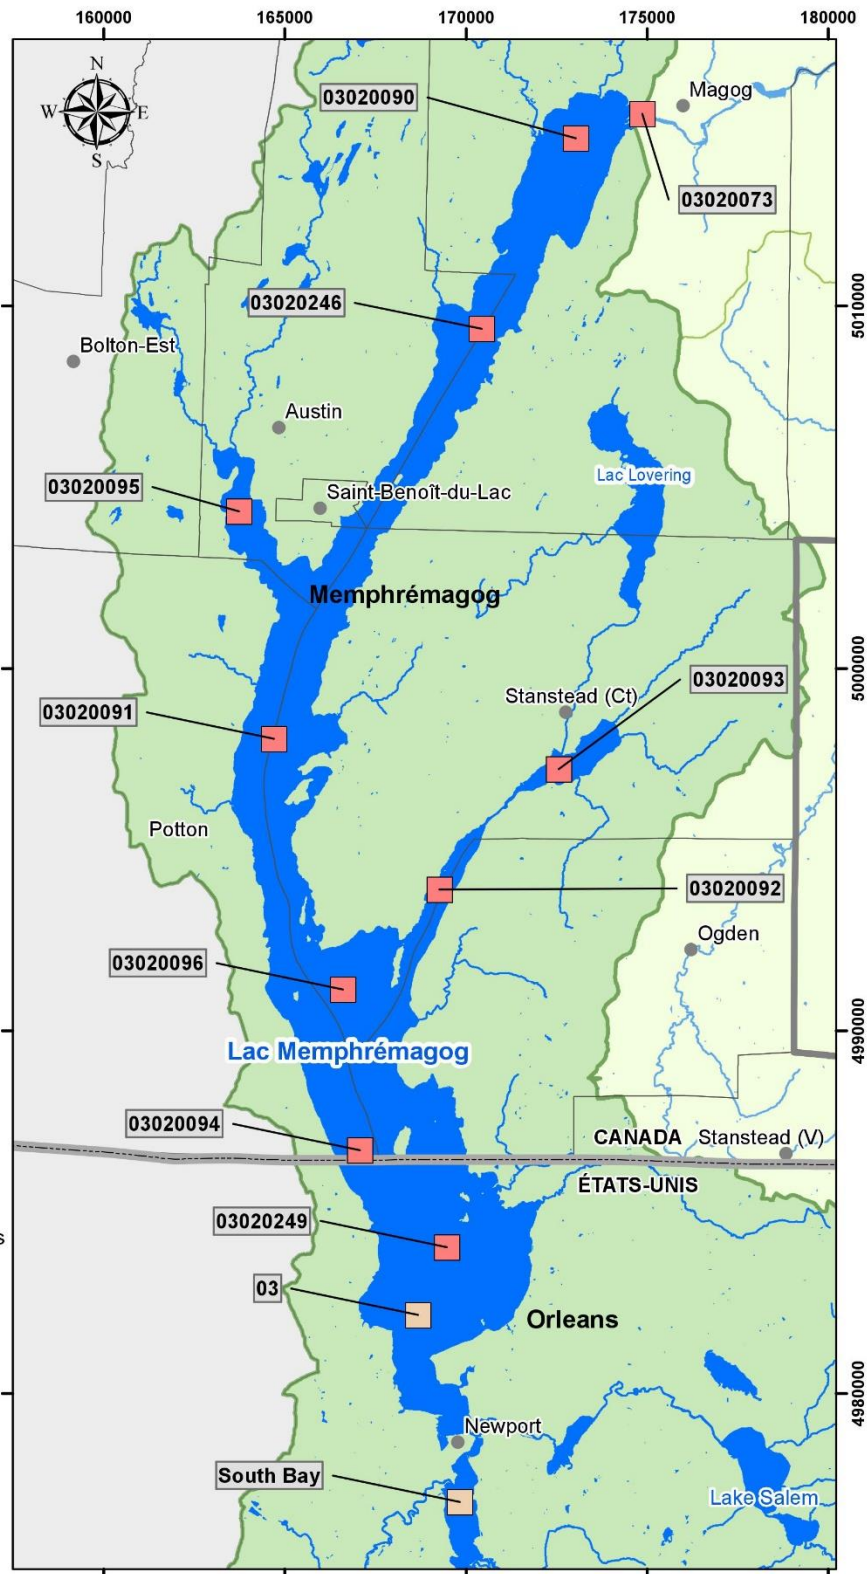 160000 165000 170000 175000 180000
N
W E
S
03020090
Magog
03020073
03020246
5010000
Bolton-Est
Austin
Lac Lovering
03020095
Saint-Benoît-du-Lac
Memphrémagog
5000000
03020093
Stanstead (Ct)
03020091
Potton
03020092
Ogden
03020096
4990000
Lac Memphrémagog
03020094
CANADA Stanstead (V)
ÉTATS-UNIS
03020249
s
03
Orleans
4980000
Newport
South Bay
Lake Salem